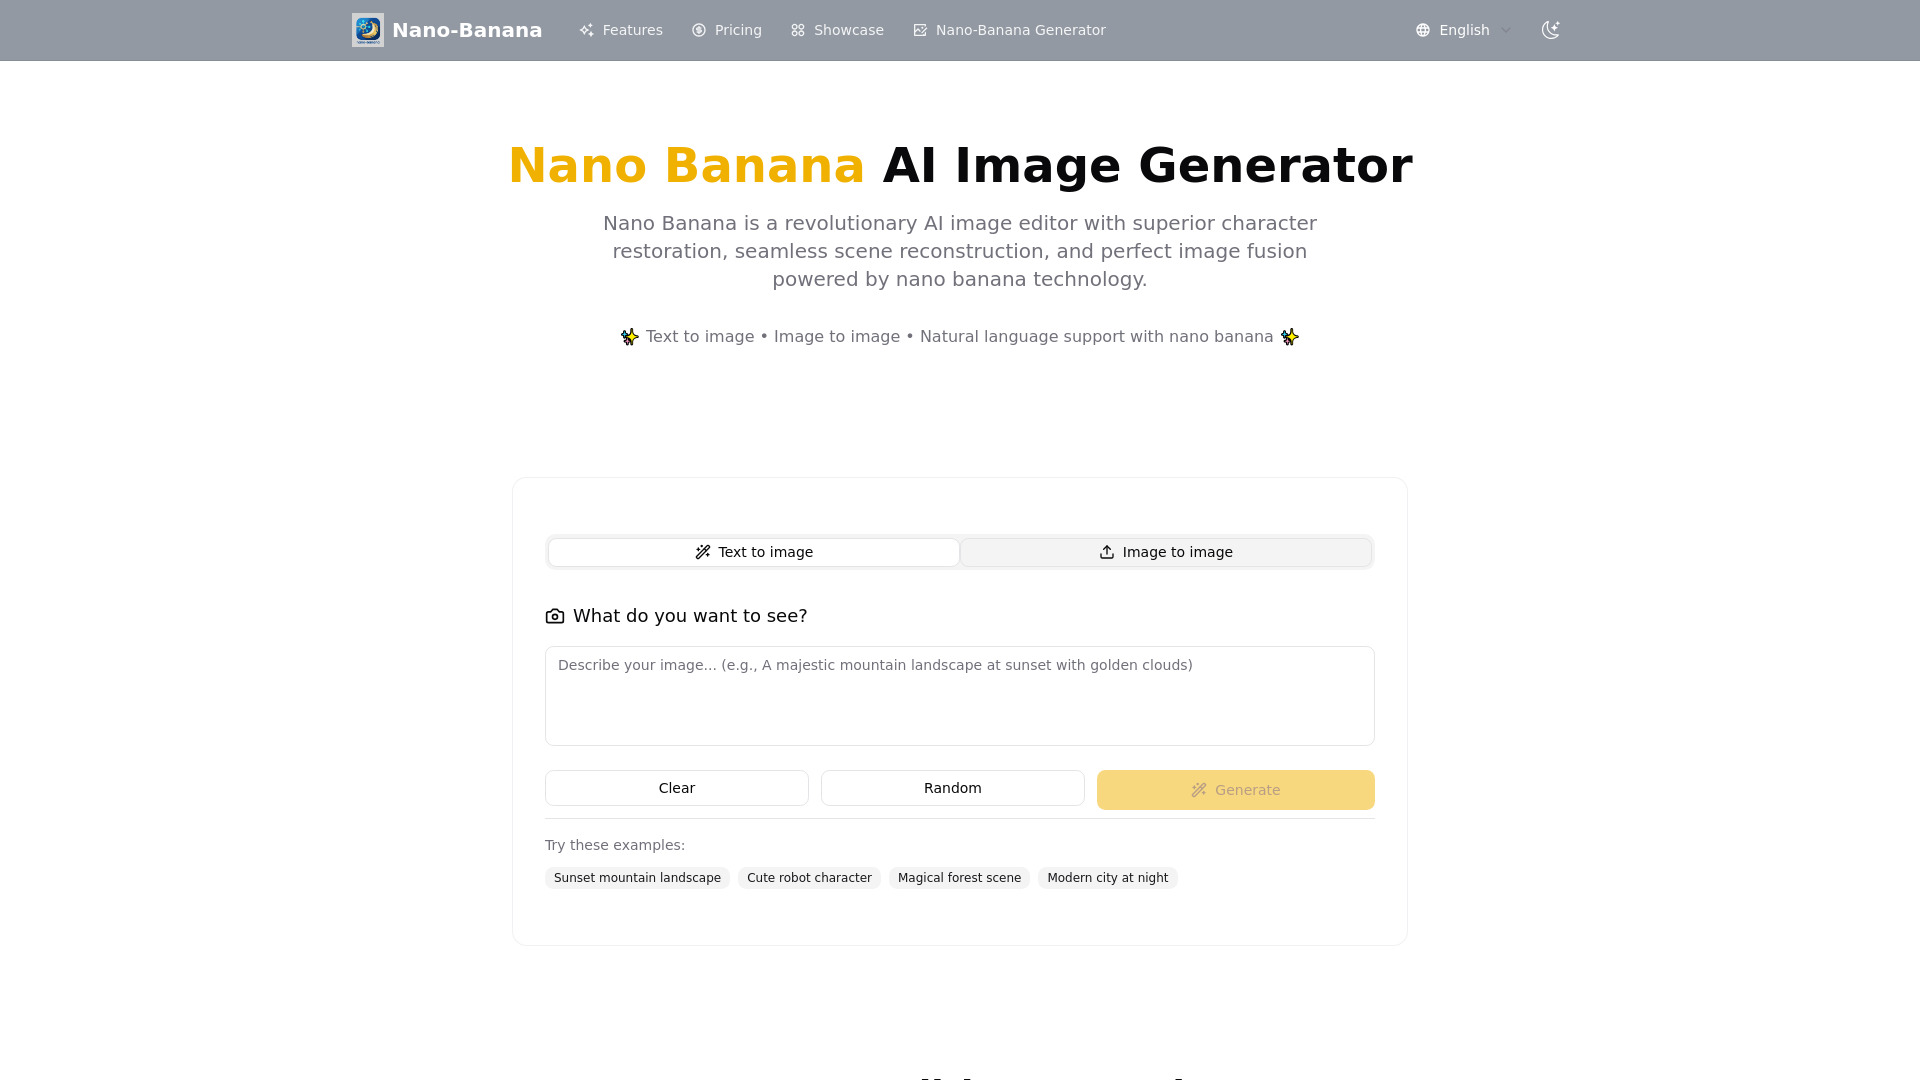 Nano-Banana
Features
Pricing
Showcase
Nano-Banana Generator
English
Nano Banana AI Image Generator
Nano Banana is a revolutionary AI image editor with superior character
restoration, seamless scene reconstruction, and perfect image fusion
powered by nano banana technology.
✨ Text to image • Image to image • Natural language support with nano banana ✨
Text to image
Image to image
What do you want to see?
Describe your image... (e.g., A majestic mountain landscape at sunset with golden clouds)
Clear
Random
Generate
Try these examples:
Sunset mountain landscape
Cute robot character
Magical forest scene
Modern city at night